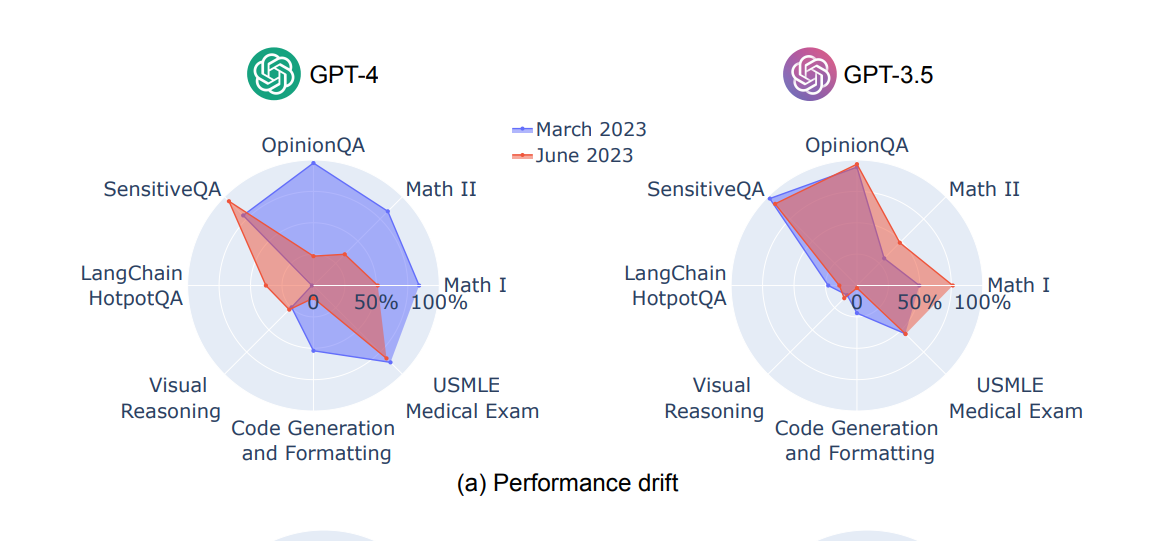 GPT-4
GPT-3.5
March 2023
June 2023
OpinionQA
SensitiveQA
Math II
LangChain
HotpotQA
Math I
0
50%
100%
Visual
Reasoning
USMLE
Medical Exam
Code Generation
and Formatting
OpinionQA
SensitiveQA
Math II
LangChain
HotpotQA
Math I
0
50%
100%
Visual
Reasoning
USMLE
Medical Exam
Code Generation
and Formatting
(a) Performance drift